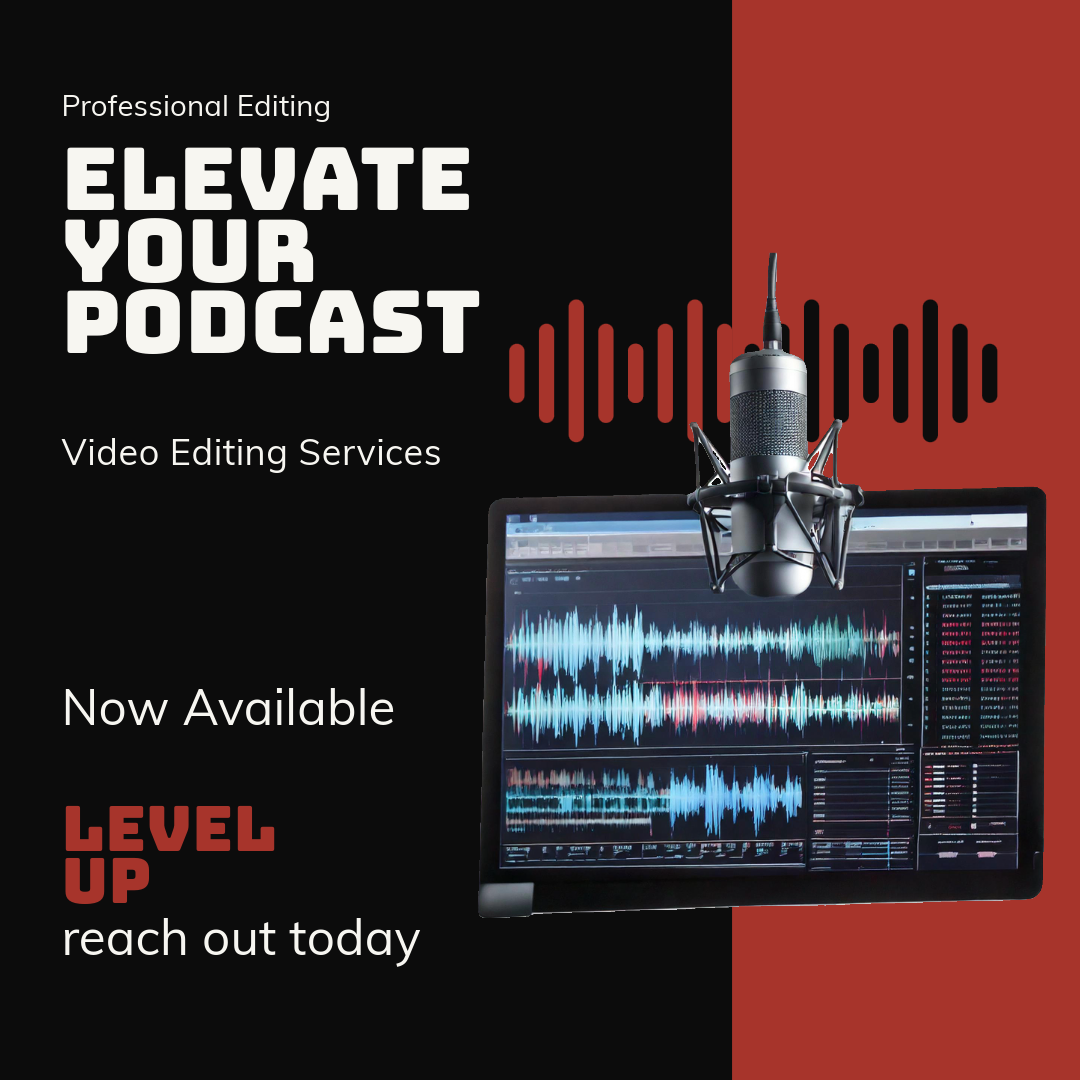 Professional Editing
ELEVATE
YOUR
PODCAST
Video Editing Services
Now Available
LEVEL
UP
reach out today